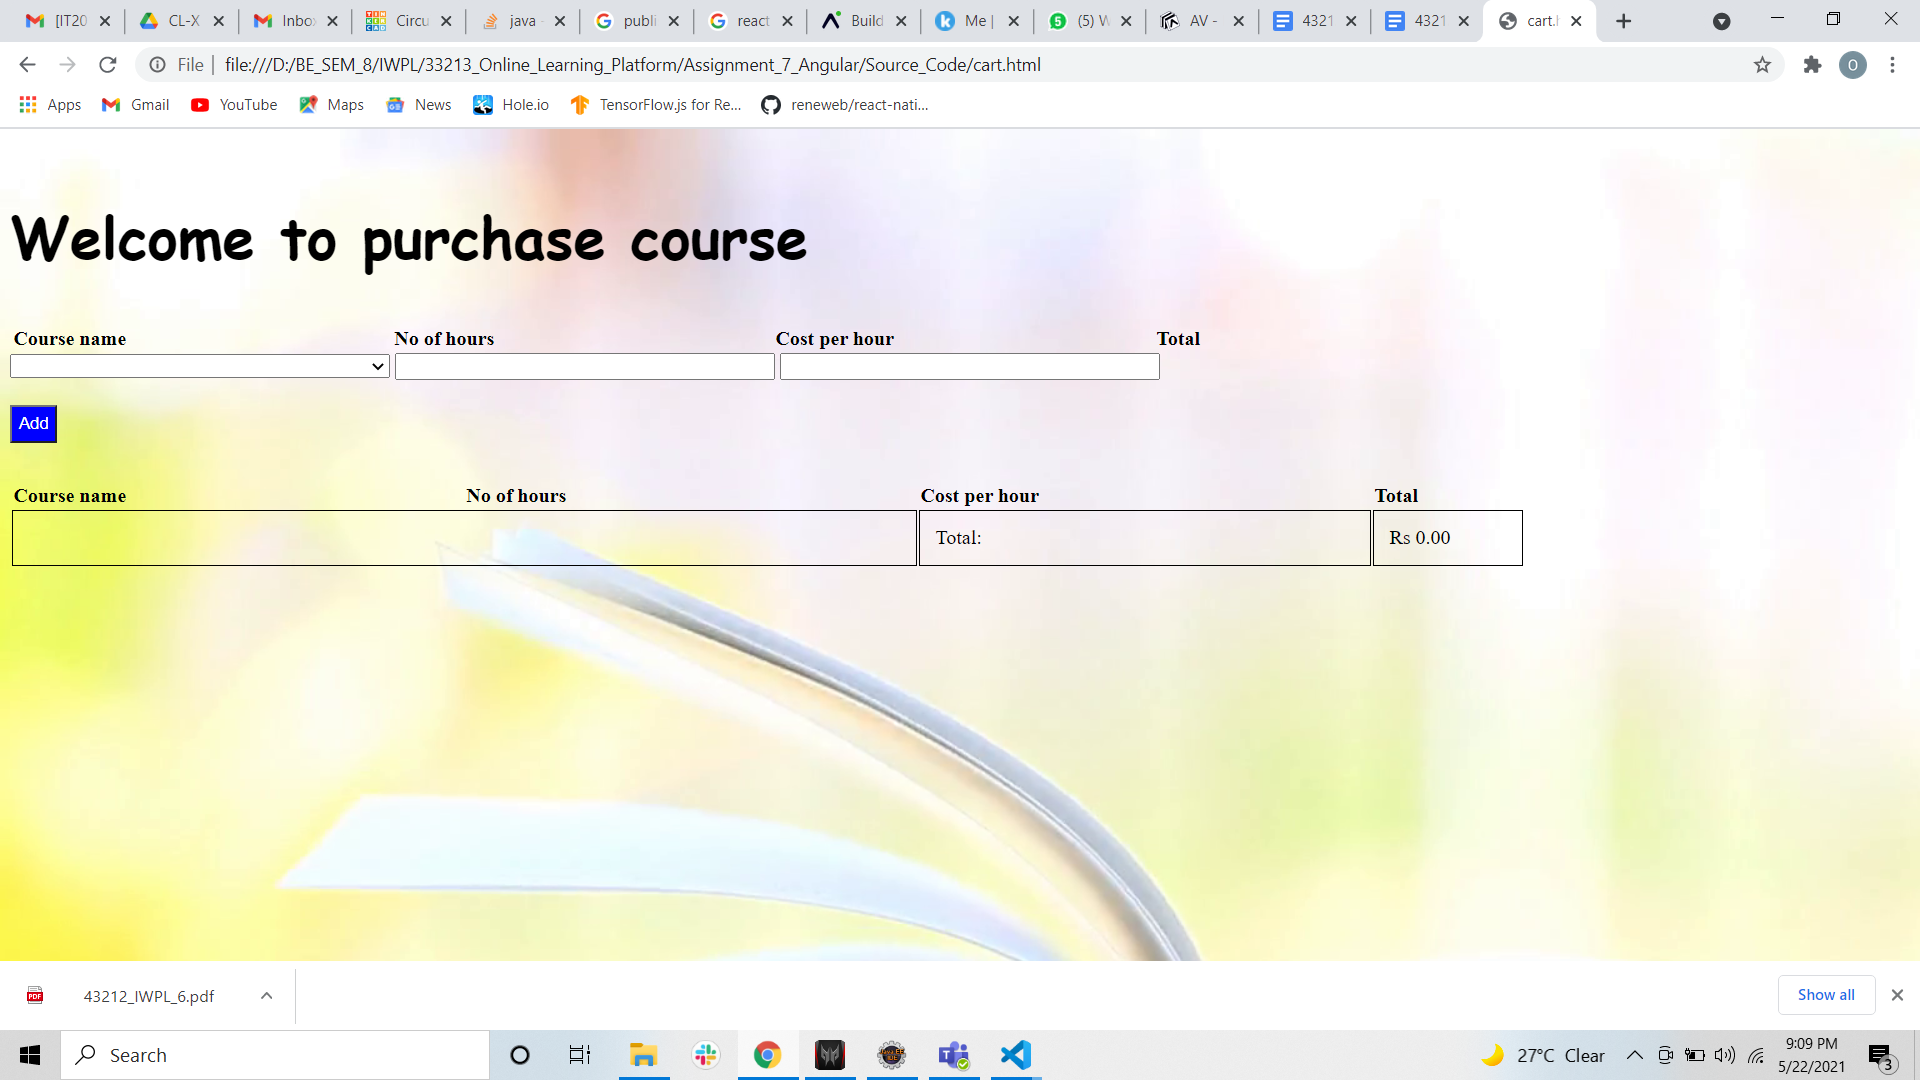 [IT20
CL-X
Inbo
Circu
java
publi
react
Build
Me |
(5) W
AV -
4321
4321
cart.h
File
file:///D:/BE_SEM_8/IWPL/33213_Online_Learning_Platform/Assignment_7_Angular/Source_Code/cart.html
O
Apps
Gmail
YouTube
Maps
News
Hole.io
TensorFlow.js for Re...
reneweb/react-nati...
Welcome to purchase course
Course name No of hours Cost per hour Total
Add
Course name No of hours Cost per hour Total
Total: Rs 0.00
43212_IWPL_6.pdf
Show all
Search
27°C Clear
9:09 PM
5/22/2021
3